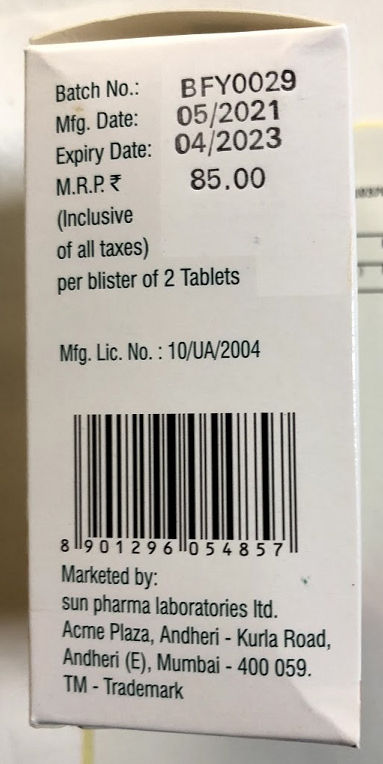 Batch No.: BFY0029
Mfg. Date: 05/2021
Expiry Date: 04/2023
M.R.P. ₹ 85.00
(Inclusive
of all taxes)
per blister of 2 Tablets
Mfg. Lic. No. : 10/UA/2004
8 901296 054857
Marketed by:
sun pharma laboratories ltd.
Acme Plaza, Andheri - Kurla Road,
Andheri (E), Mumbai - 400 059.
TM - Trademark